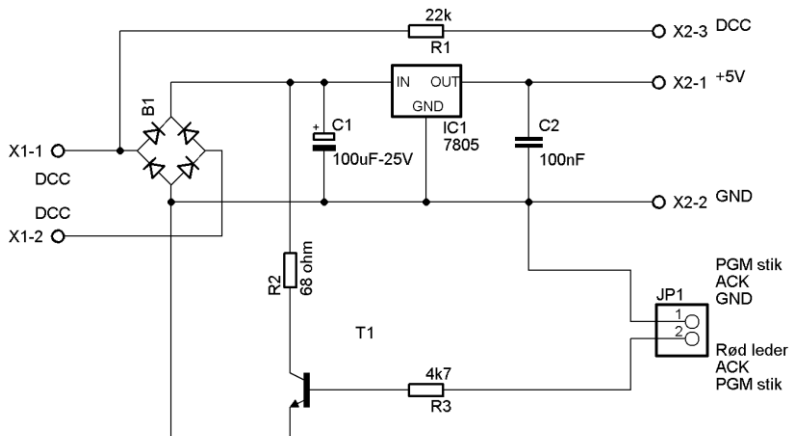 22k
R1
X2-3 DCC
B1
IN OUT
GND
X2-1 +5V
C1
+
100uF-25V
IC1
7805
C2
100nF
X1-1
DCC
DCC
X1-2
X2-2 GND
R2
68 ohm
PGM stik
ACK
GND
JP1
1
2
T1
Rød leder
ACK
PGM stik
4k7
R3